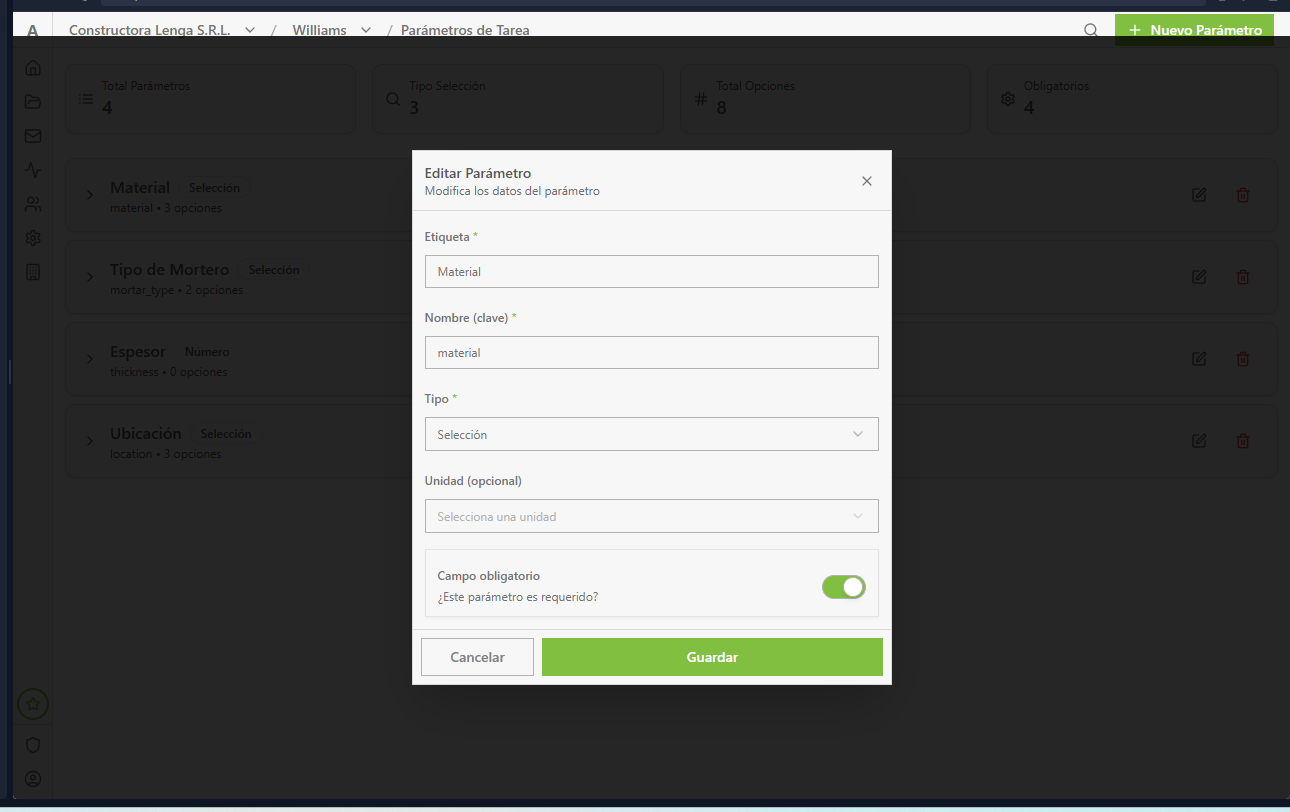 A
Constructora Lenga S.R.L. / Williams / Parámetros de Tarea
+ Nuevo Parámetro
Total Parámetros
4
Tipo Selección
3
Total Opciones
8
Obligatorios
4
Material Selección
material • 3 opciones
Tipo de Mortero Selección
mortar_type • 2 opciones
Espesor Número
thickness • 0 opciones
Ubicación Selección
location • 3 opciones
Editar Parámetro
Modifica los datos del parámetro
Etiqueta *
Material
Nombre (clave) *
material
Tipo *
Selección
Unidad (opcional)
Selecciona una unidad
Campo obligatorio
¿Este parámetro es requerido?
Cancelar
Guardar